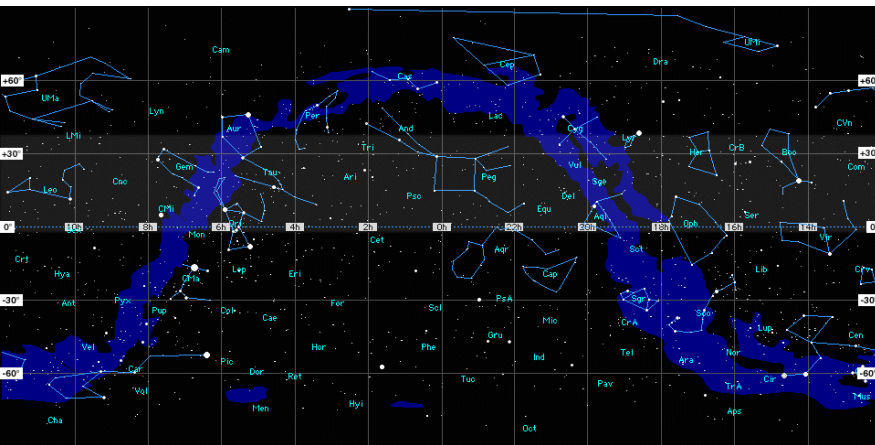 UMi
Cam
Dra
Cep
+60° Cas +60°
UMa
Lyn
Lac
Per
CVn
LMi Aur And Cyg Lyr
Tri CrB
Her Boo
+30° +30°
Gem Vul Com
Tau Ari Peg
Leo Cnc Sge
Psc Del
CMi Equ Aql Ser
0° 10h 8h 6h Ori 4h 2h 0h 22h 20h 18h Oph 16h 14h 0°
Mon Vir
Cet
Aqr Sct
Crt Hya Lep Eri Cap Lib Crv
CMa
-30° Ant Pyx For PsA Sgr -30°
Pup Col Cae Scl Sco
Mic CrA
Gru Lup Cen
Vel Hor Phe
Ind Tel Nor
Pic Ara
-60° Car Dor Ret Tuc Pav Cir -60°
Vol TrA
Mus
Men Hyi Aps
Cha
Oct